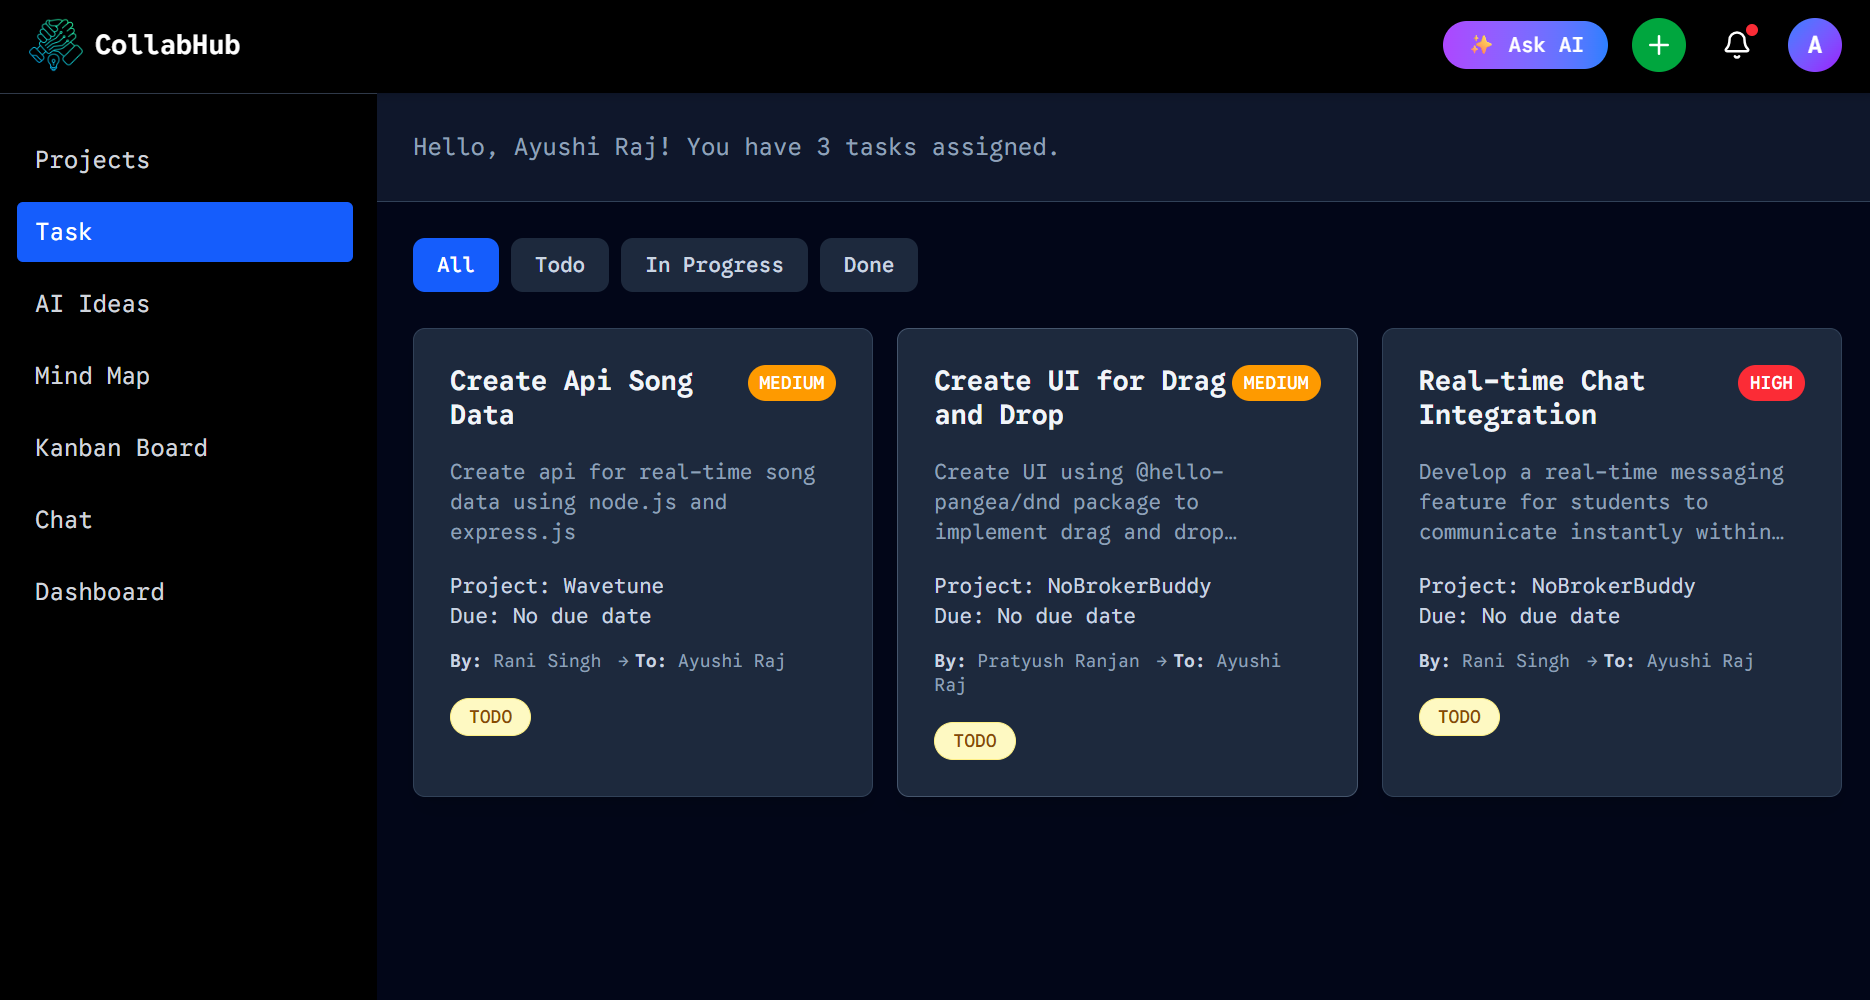 CollabHub
✨ Ask AI
A
Projects
Task
AI Ideas
Mind Map
Kanban Board
Chat
Dashboard
Hello, Ayushi Raj! You have 3 tasks assigned.
All
Todo
In Progress
Done
Create Api Song
Data
MEDIUM
Create api for real-time song
data using node.js and
express.js
Project: Wavetune
Due: No due date
By: Rani Singh → To: Ayushi Raj
TODO
Create UI for Drag
and Drop
MEDIUM
Create UI using @hello-
pangea/dnd package to
implement drag and drop…
Project: NoBrokerBuddy
Due: No due date
By: Pratyush Ranjan → To: Ayushi
Raj
TODO
Real-time Chat
Integration
HIGH
Develop a real-time messaging
feature for students to
communicate instantly within…
Project: NoBrokerBuddy
Due: No due date
By: Rani Singh → To: Ayushi Raj
TODO